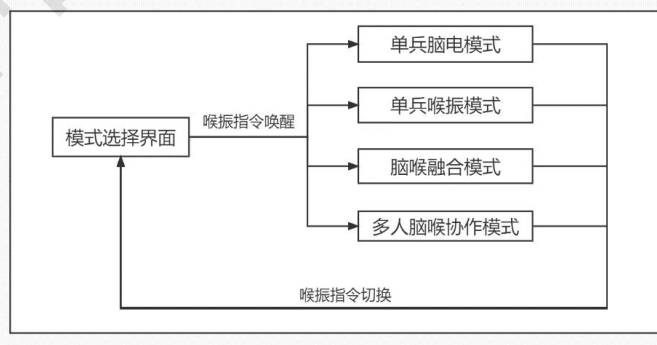 单兵脑电模式
喉振指令唤醒
单兵喉振模式
模式选择界面
脑喉融合模式
多人脑喉协作模式
喉振指令切换